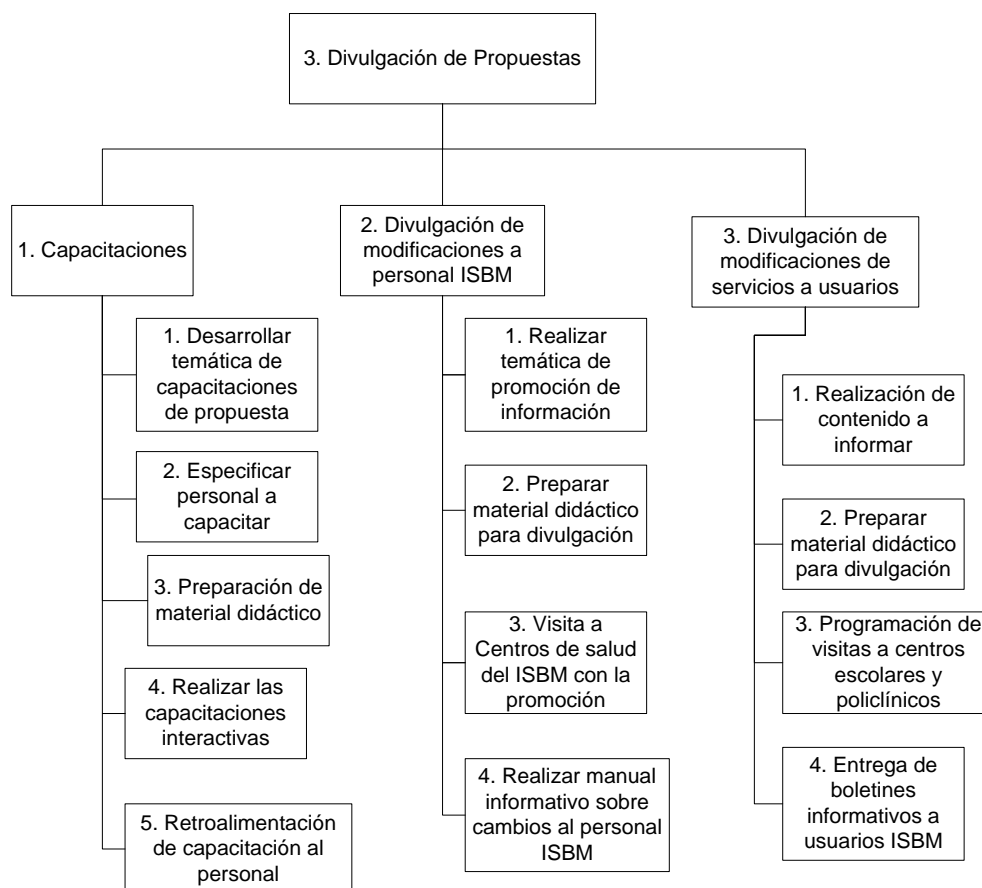 3. Divulgación de Propuestas
1. Capacitaciones
1. Desarrollar
temática de
capacitaciones
de propuesta
2. Especificar
personal a
capacitar
3. Preparación de
material didáctico
4. Realizar las
capacitaciones
interactivas
5. Retroalimentación
de capacitación al
personal
2. Divulgación de
modificaciones a
personal ISBM
1. Realizar
temática de
promoción de
información
2. Preparar
material didáctico
para divulgación
3. Visita a
Centros de salud
del ISBM con la
promoción
4. Realizar manual
informativo sobre
cambios al personal
ISBM
3. Divulgación de
modificaciones de
servicios a usuarios
1. Realización de
contenido a
informar
2. Preparar
material didáctico
para divulgación
3. Programación de
visitas a centros
escolares y
policlínicos
4. Entrega de
boletines
informativos a
usuarios ISBM